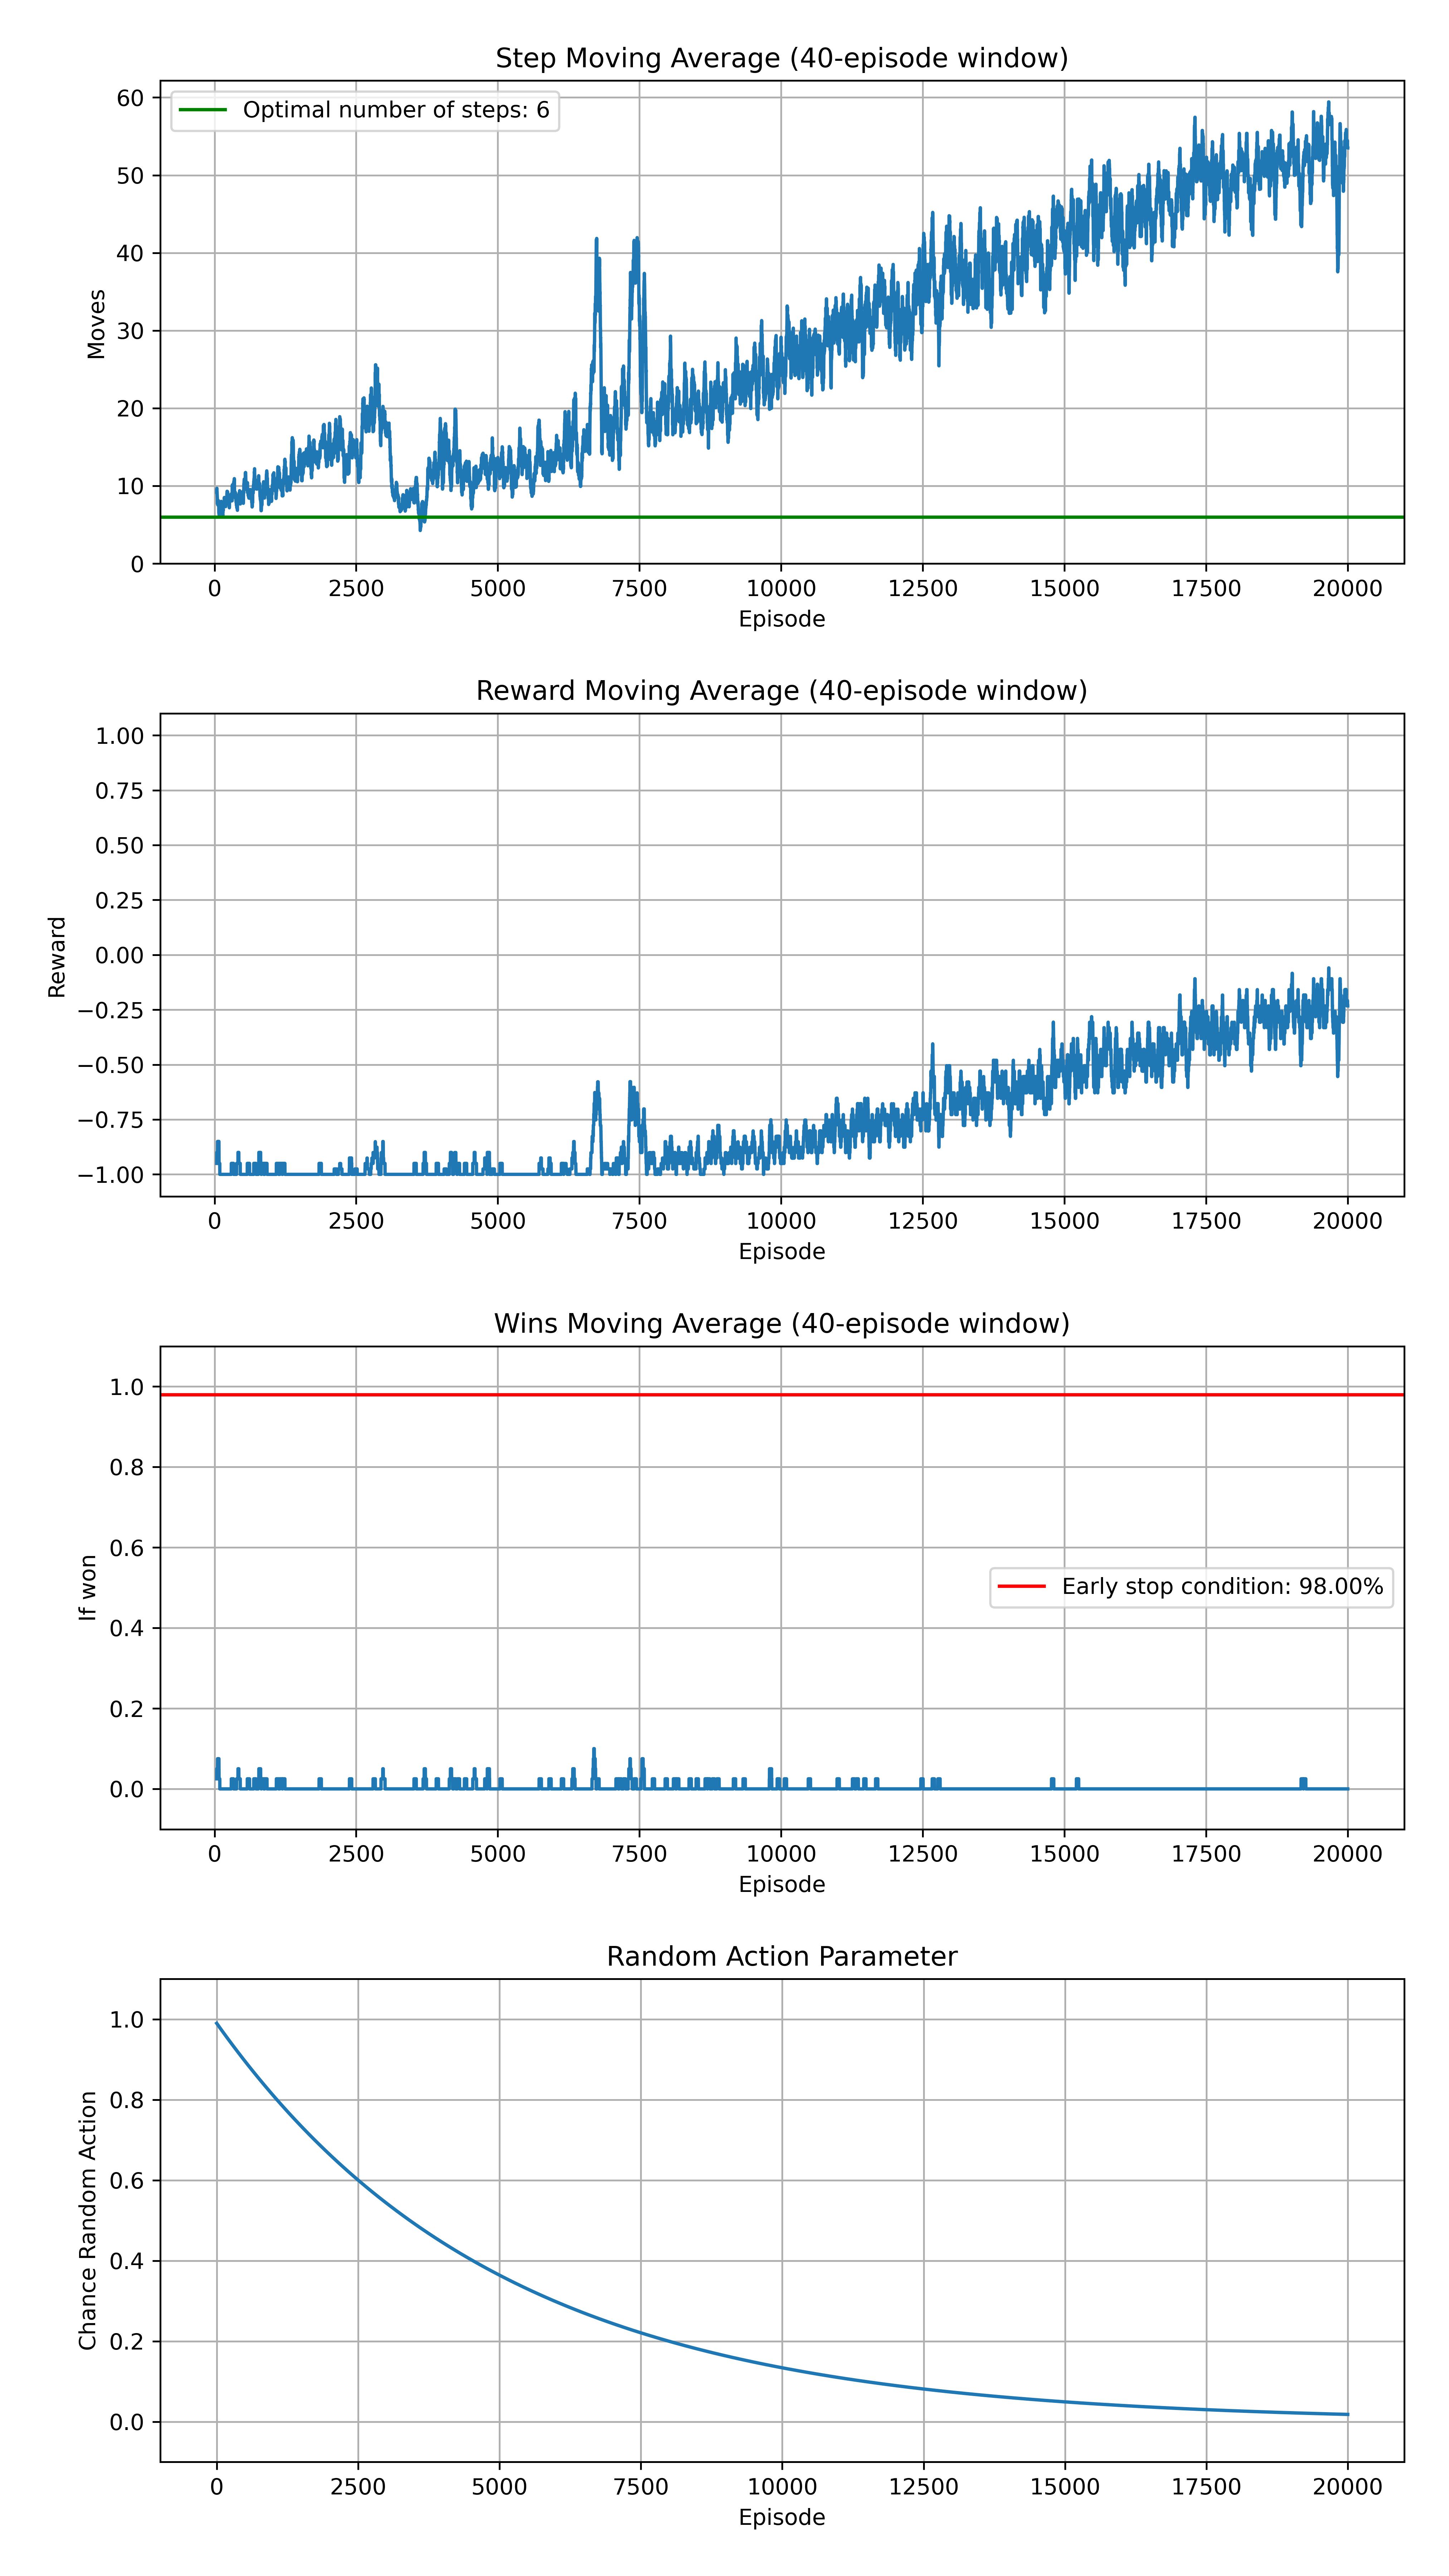 Step Moving Average (40-episode window)
Optimal number of steps: 6
60
50
40
30
20
10
0
Moves
0 2500 5000 7500 10000 12500 15000 17500 20000
Episode
Reward Moving Average (40-episode window)
1.00
0.75
0.50
0.25
0.00
−0.25
−0.50
−0.75
−1.00
Reward
0 2500 5000 7500 10000 12500 15000 17500 20000
Episode
Wins Moving Average (40-episode window)
1.0
0.8
0.6
0.4
0.2
0.0
If won
Early stop condition: 98.00%
0 2500 5000 7500 10000 12500 15000 17500 20000
Episode
Random Action Parameter
1.0
0.8
0.6
0.4
0.2
0.0
Chance Random Action
0 2500 5000 7500 10000 12500 15000 17500 20000
Episode